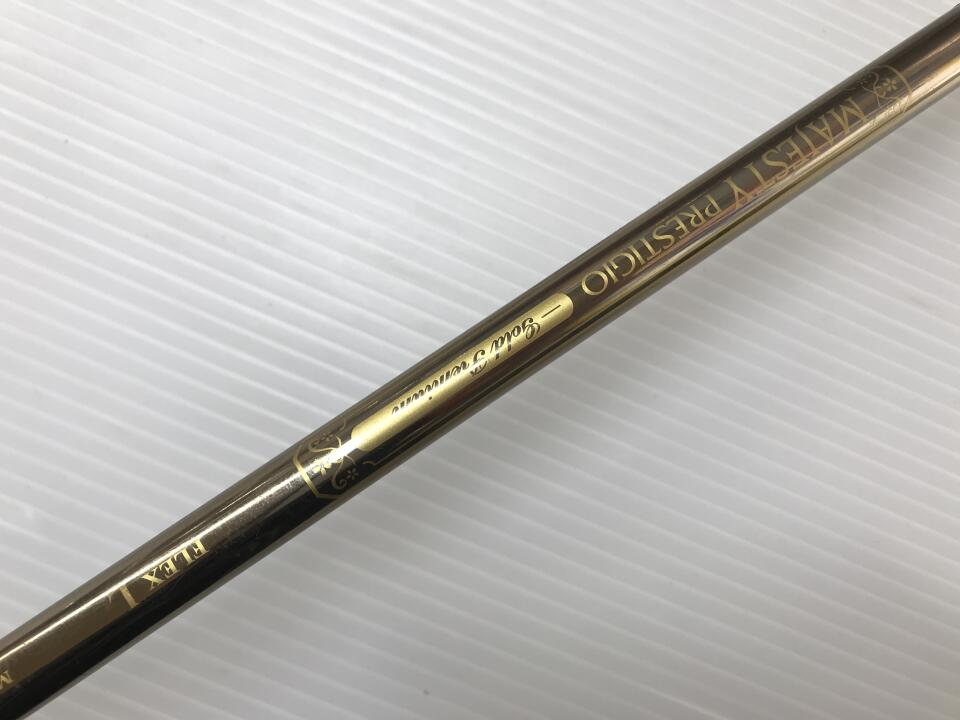 MAJESTY PRESTIGIO
Gold Premium
FLEX L
M